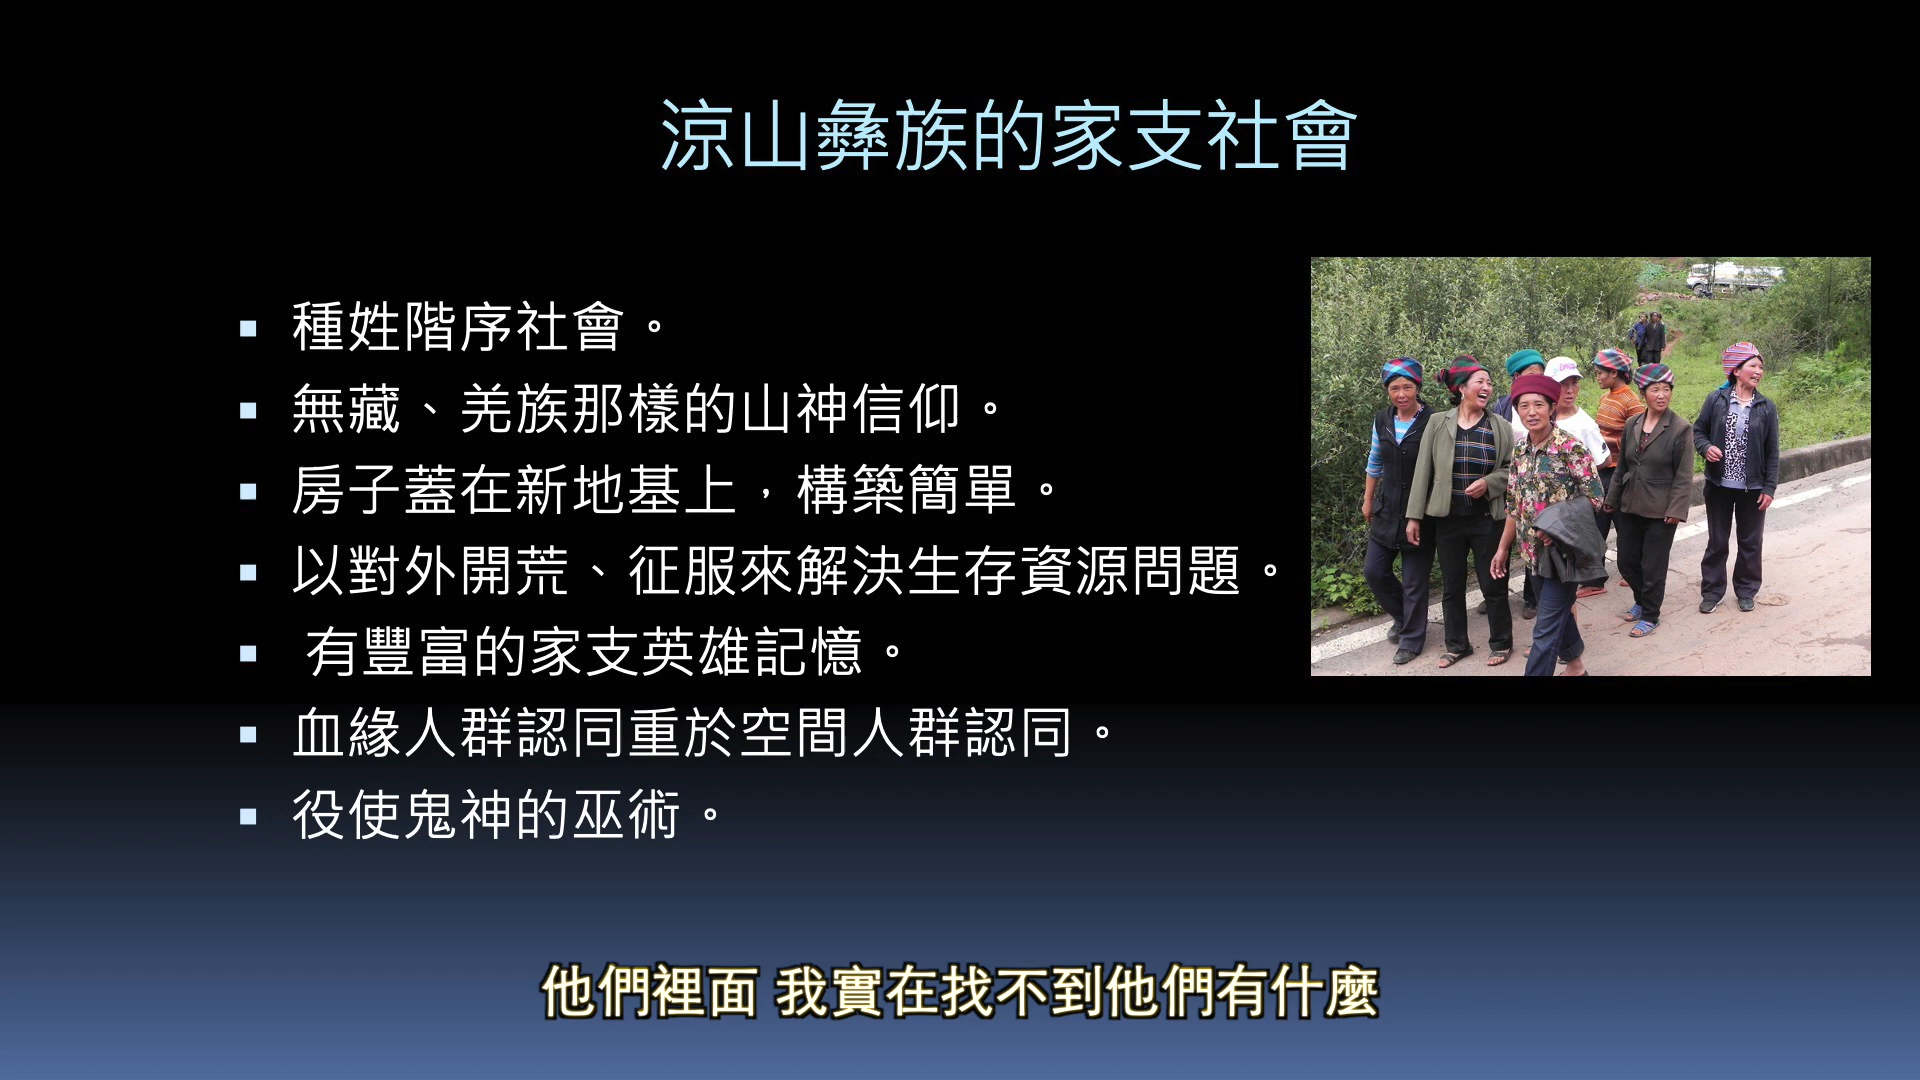 涼山彝族的家支社會
種姓階序社會。
無藏、羌族那樣的山神信仰。
房子蓋在新地基上，構築簡單。
以對外開荒、征服來解決生存資源問題。
有豐富的家支英雄記憶。
血緣人群認同重於空間人群認同。
役使鬼神的巫術。
他們裡面 我實在找不到他們有什麼